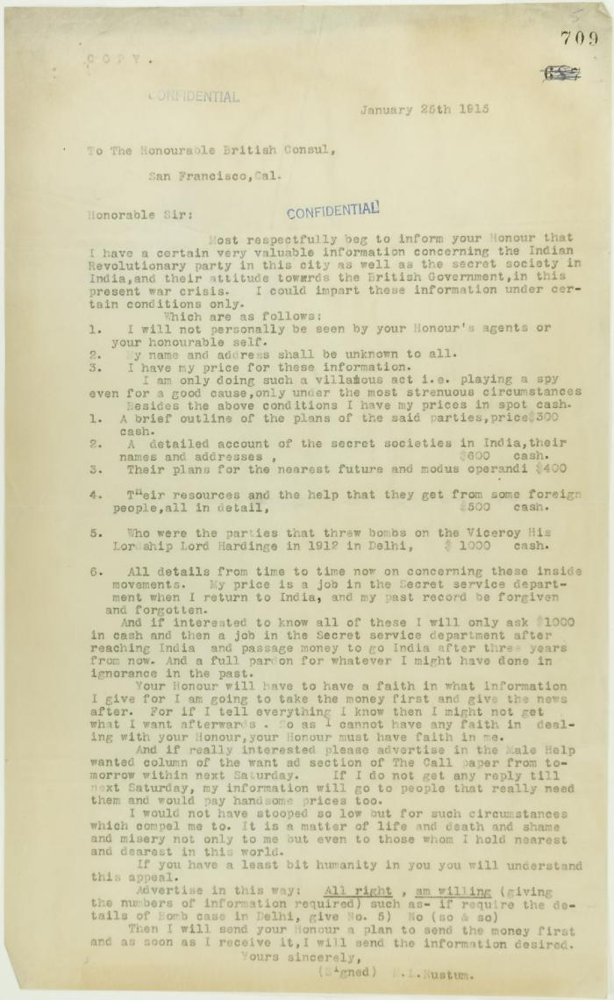 5
709
COPY.
CONFIDENTIAL
January 25th 1915
To The Honourable British Consul,
San Francisco,Cal.
CONFIDENTIAL
Honorable Sir:
Most respectfully beg to inform your Honour that
I have a certain very valuable information concerning the Indian
Revolutionary party in this city as well as the secret society in
India,and their attitude towards the British Government,in this
present war crisis. I could impart these information under cer-
tain conditions only.
Which are as follows:
1. I will not personally be seen by your Honour's agents or
your honourable self.
2. My name and address shall be unknown to all.
3. I have my price for these information.
I am only doing such a villainous act i.e. playing a spy
even for a good cause,only under the most strenuous circumstances
Besides the above conditions I have my prices in spot cash.
1. A brief outline of the plans of the said parties,price$300
cash.
2. A detailed account of the secret societies in India,their
names and addresses , $600 cash.
3. Their plans for the nearest future and modus operandi $400
4. Their resources and the help that they get from some foreign
people,all in detail, $500 cash.
5. Who were the parties that threw bombs on the Viceroy His
Lordship Lord Hardinge in 1912 in Delhi, $ 1000 cash.
6. All details from time to time now on concerning these inside
movements. My price is a job in the Secret service depart-
ment when I return to India, and my past record be forgiven
and forgotten.
And if interested to know all of these I will only ask $1000
in cash and then a job in the Secret service department after
reaching India and passage money to go India after three years
from now. And a full pardon for whatever I might have done in
ignorance in the past.
Your Honour will have to have a faith in what information
I give for I am going to take the money first and give the news
after. For if I tell everything I know then I might not get
what I want afterwards . So as I cannot have any faith in deal-
ing with your Honour,your Honour must have faith in me.
And if really interested please advertise in the Male Help
wanted column of the want ad section of The Call paper from to-
morrow within next Saturday. If I do not get any reply till
next Saturday, my information will go to people that really need
them and would pay handsome prices too.
I would not have stooped so low but for such circumstances
which compel me to. It is a matter of life and death and shame
and misery not only to me but even to those whom I hold nearest
and dearest in this world.
If you have a least bit humanity in you you will understand
this appeal.
Advertise in this way: All right , am willing (giving
the numbers of information required) such as- if require the de-
tails of Bomb case in Delhi, give No. 5) No (so & so)
Then I will send your Honour a plan to send the money first
and as soon as I receive it,I will send the information desired.
Yours sincerely,
(Signed) .L.Rustum.